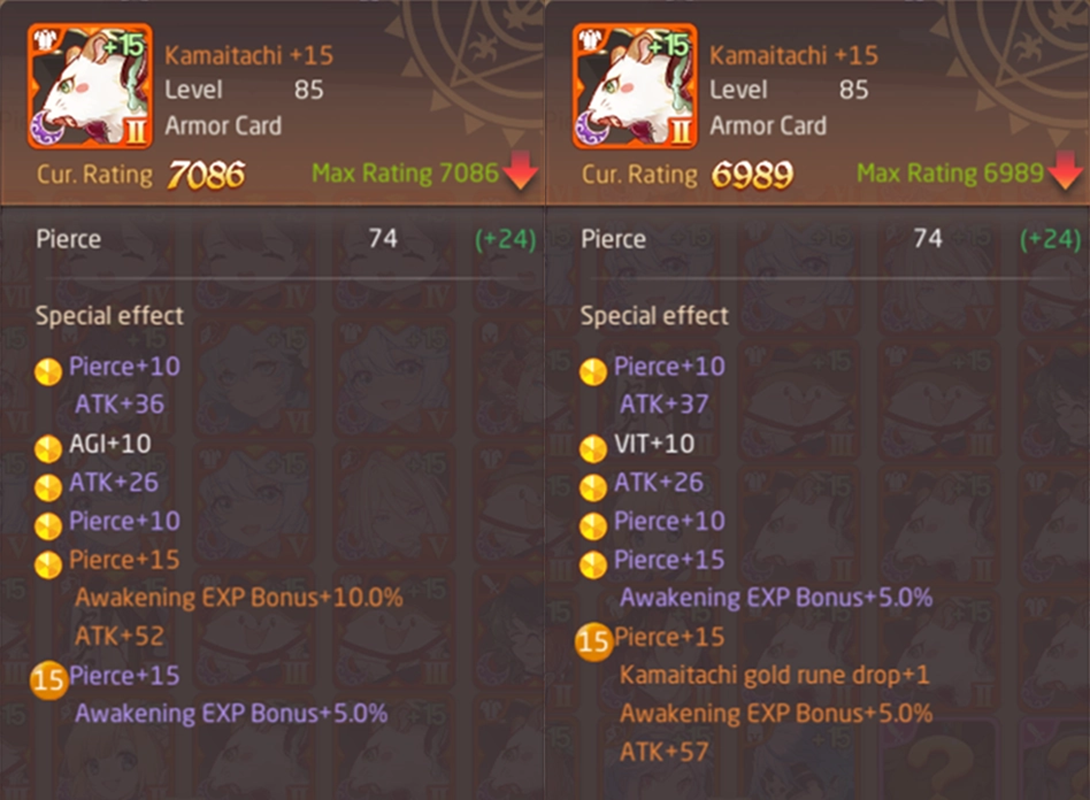 +15
Kamaitachi +15
Level 85
Armor Card
II
Cur. Rating 7086 Max Rating 7086
Pierce 74 (+24)
Special effect
Pierce+10
ATK+36
AGI+10
ATK+26
Pierce+10
Pierce+15
Awakening EXP Bonus+10.0%
ATK+52
15 Pierce+15
Awakening EXP Bonus+5.0%
+15
Kamaitachi +15
Level 85
Armor Card
II
Cur. Rating 6989 Max Rating 6989
Pierce 74 (+24)
Special effect
Pierce+10
ATK+37
VIT+10
ATK+26
Pierce+10
Pierce+15
Awakening EXP Bonus+5.0%
15 Pierce+15
Kamaitachi gold rune drop+1
Awakening EXP Bonus+5.0%
ATK+57